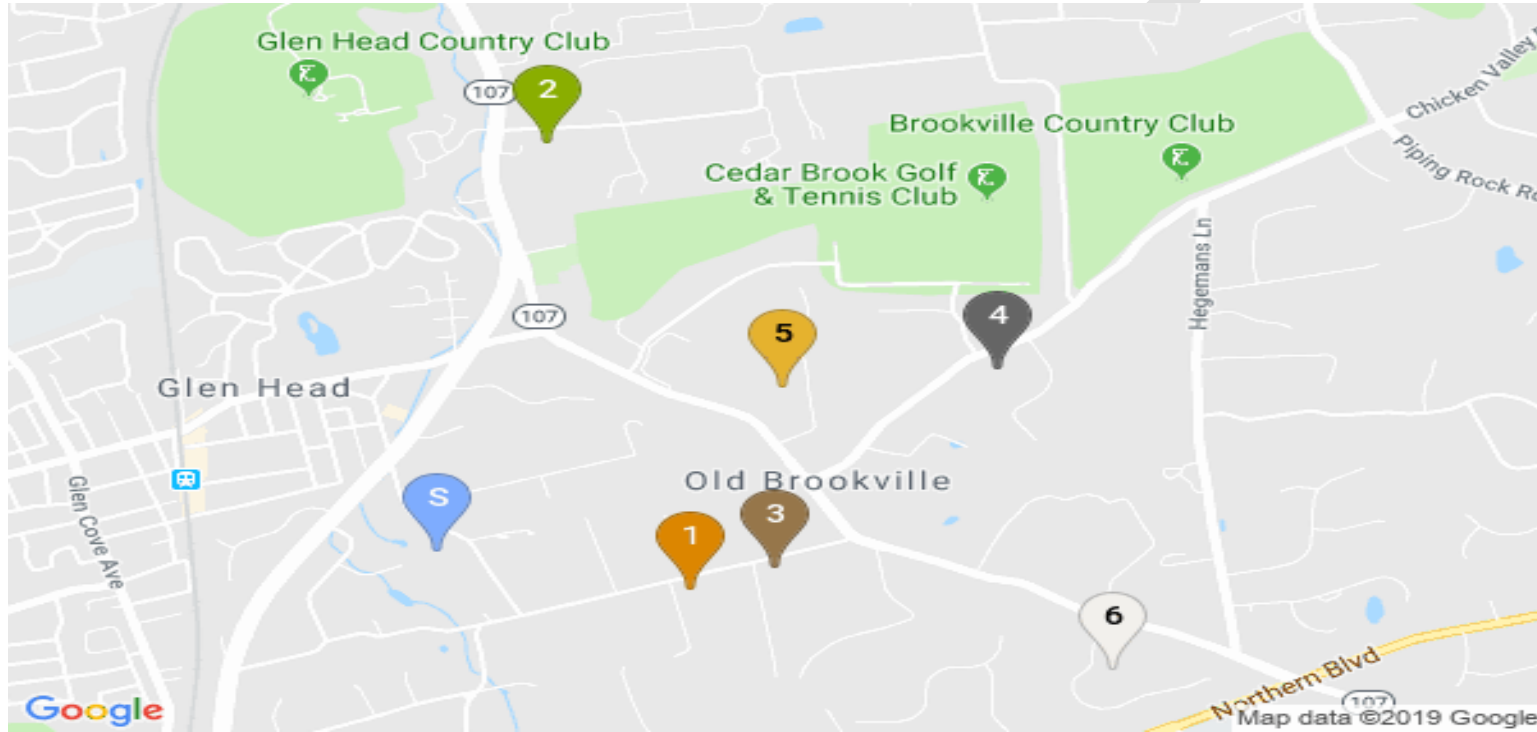 Glen Head Country Club
107
2
Brookville Country Club
Cedar Brook Golf
& Tennis Club
Chicken Valley
Piping Rock
Hegemans Ln
107
5
4
Glen Head
Old Brookville
S
1
3
Glen Cove Ave
6
Northern Blvd
107
Google
Map data ©2019 Google